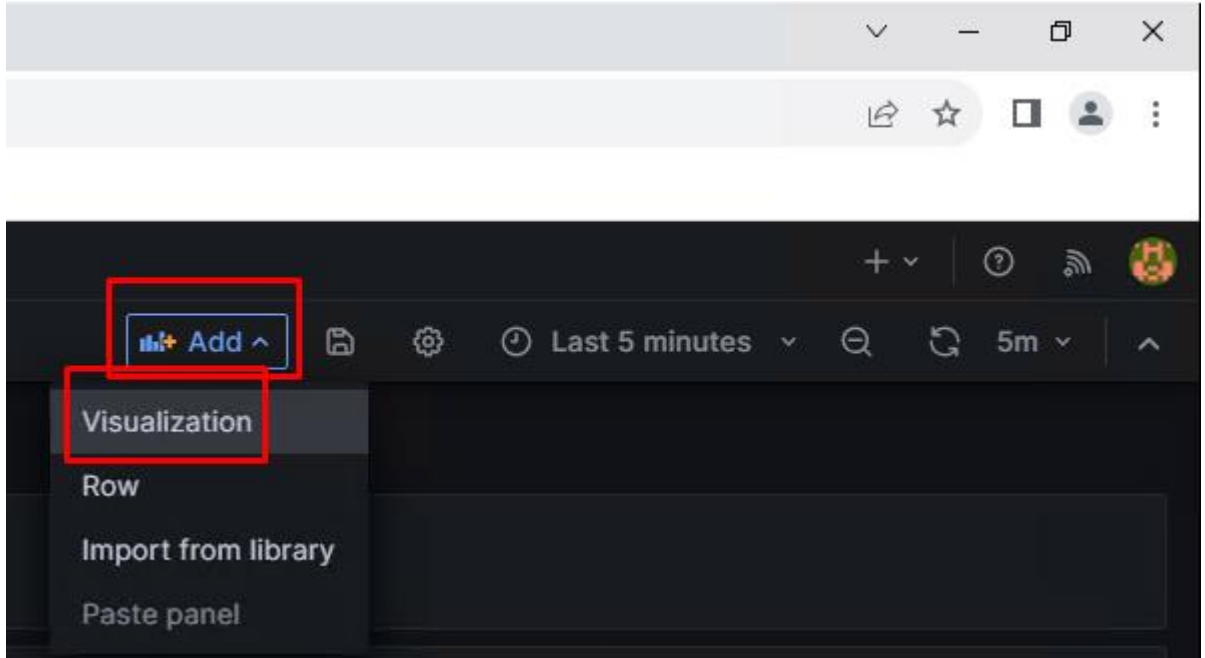 Add
Last 5 minutes
5m
Visualization
Row
Import from library
Paste panel